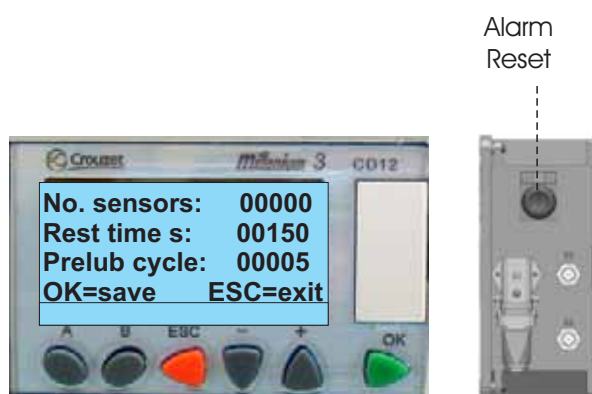 Alarm
Reset
Crouzet Millenium 3 CD12
No. sensors: 00000
Rest time s: 00150
Prelub cycle: 00005
OK=save ESC=exit
A B ESC - + OK